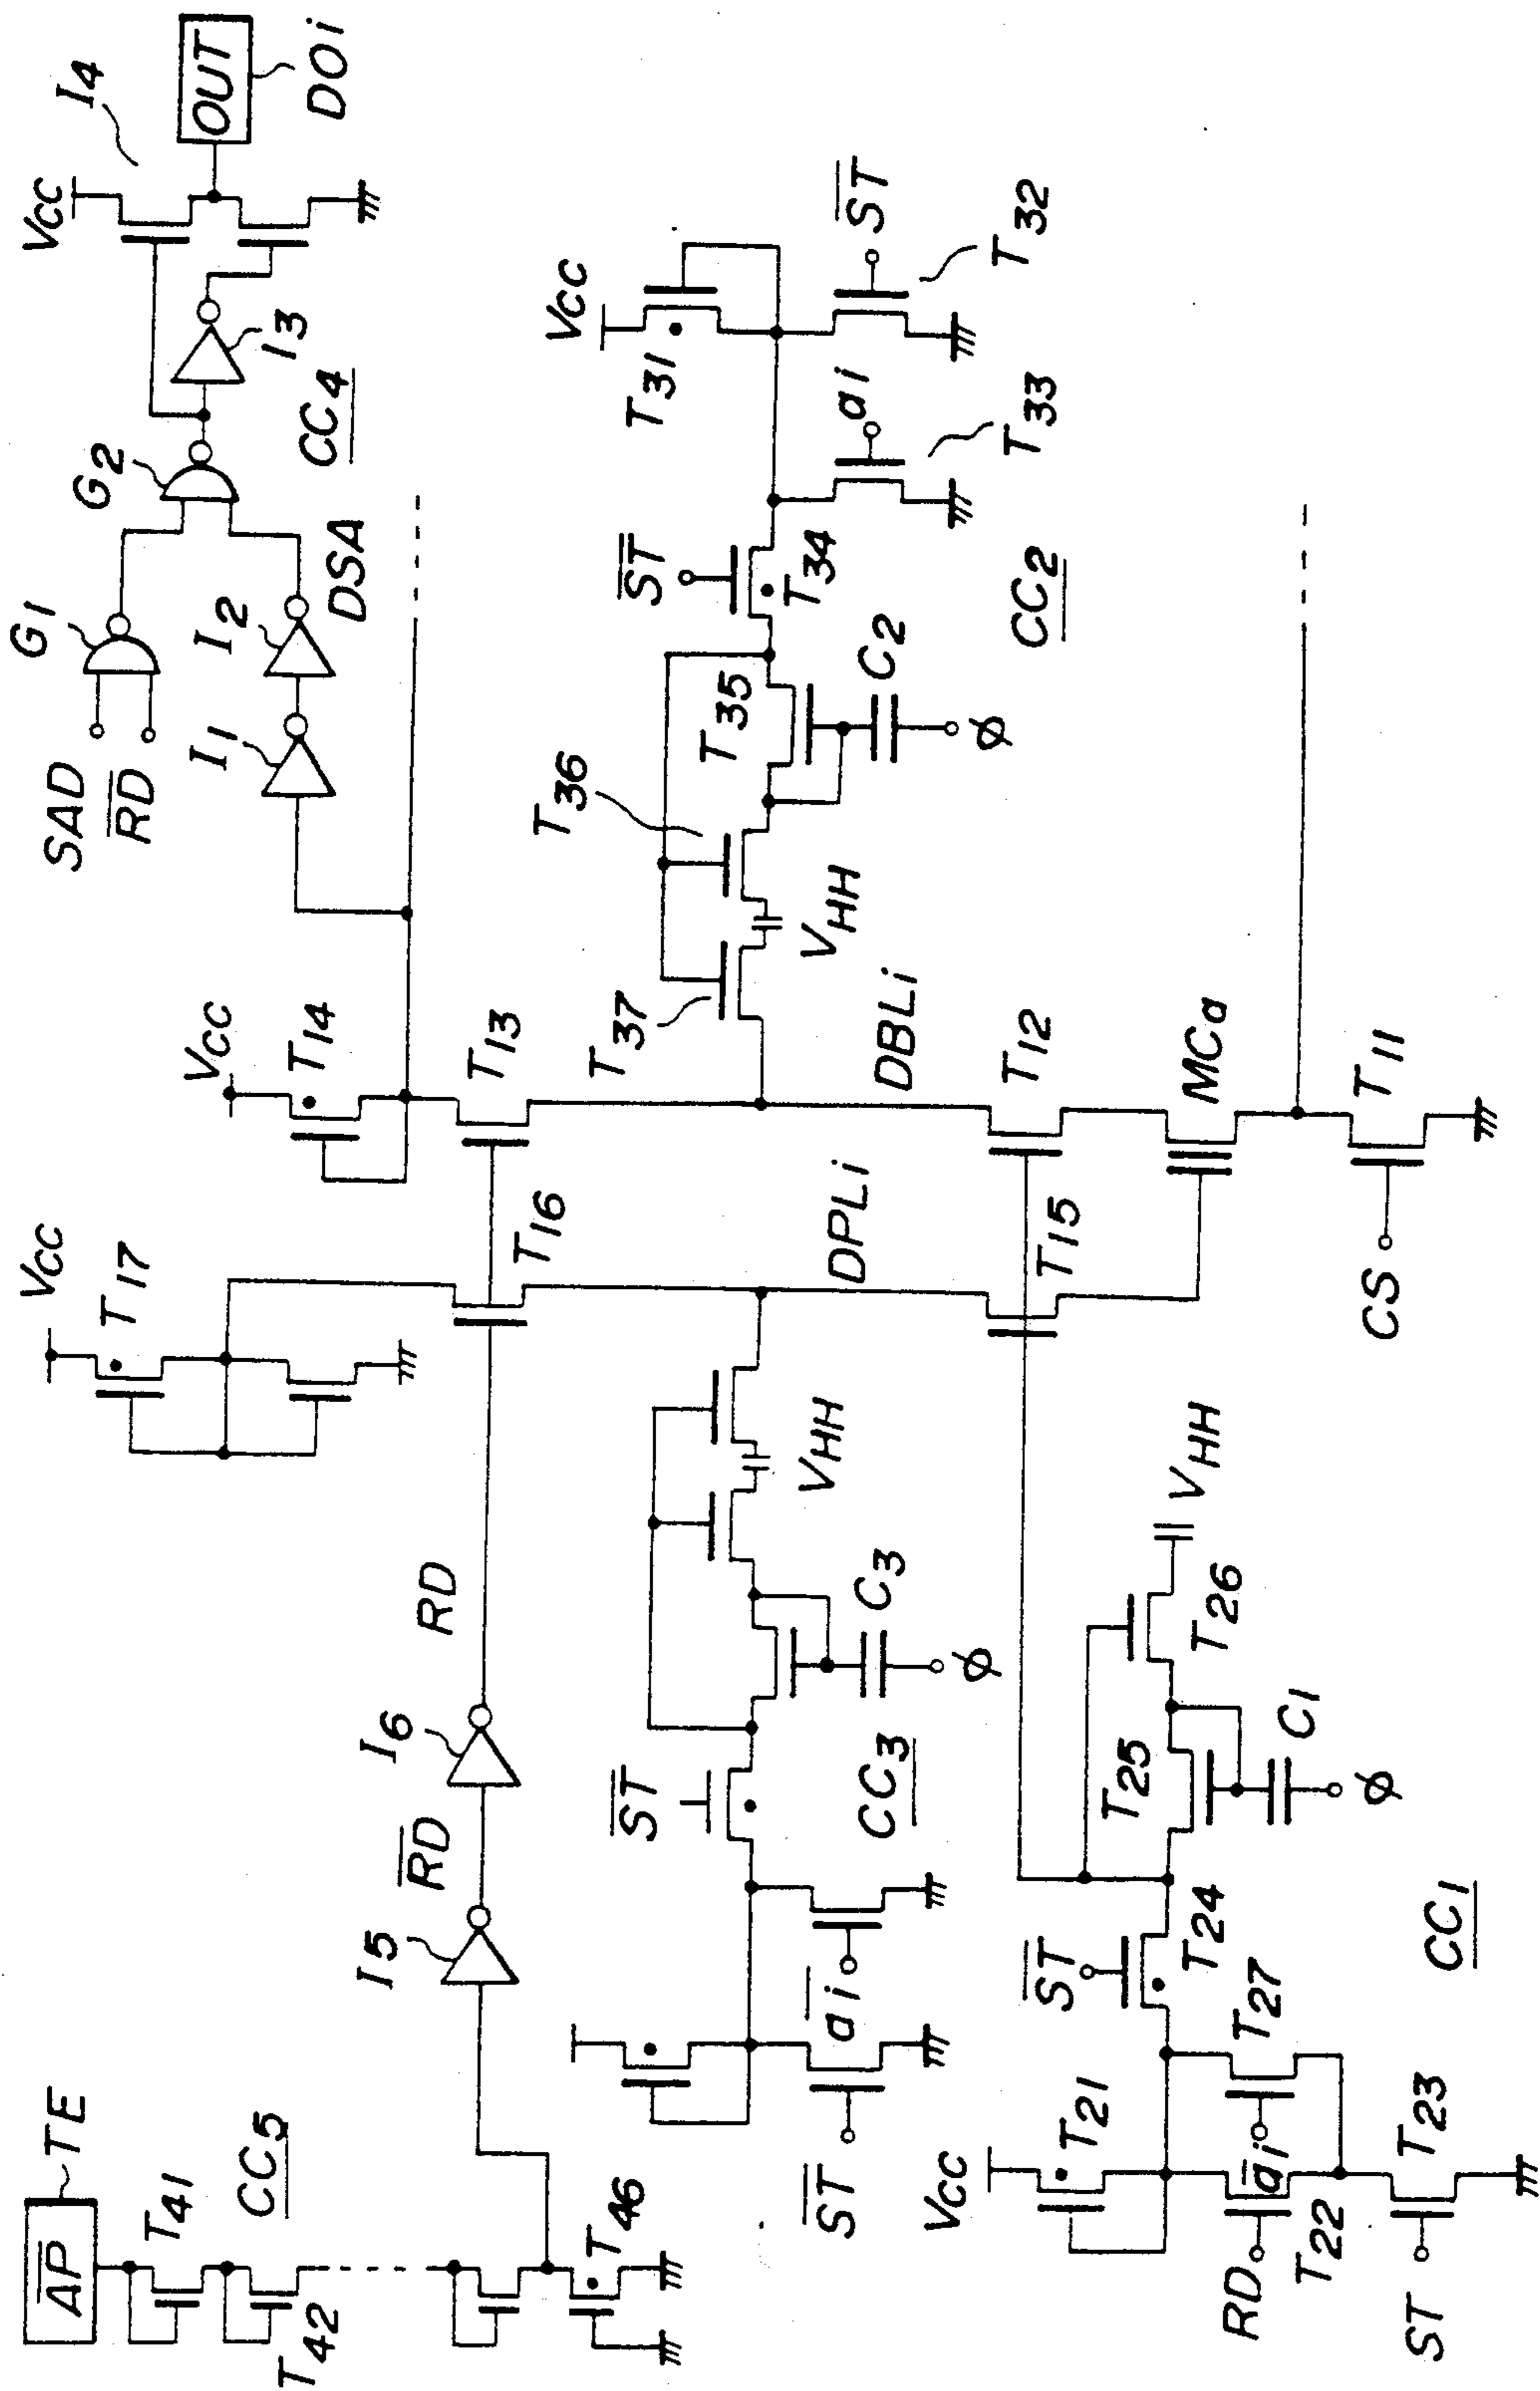 AP
TE
T41
T42
CC5
T46
I5
RD
I6
RD
Vcc
T17
T16
Vcc
T14
T13
SAD
RD
G1
I1
I2
DSA
G2
CC4
I3
Vcc
I4
OUT
DOi
ST
ai
ST
CC3
C3
φ
VHH
DPLi
DBLi
T37
VHH
T36
T35
C2
φ
ST
T34
CC2
Vcc
T31
ai
T33
ST
T32
Vcc
T21
RD
T22
ai
T27
ST
T23
ST
T24
T25
C1
φ
T26
VHH
CC1
T15
T12
MCa
CS
T11